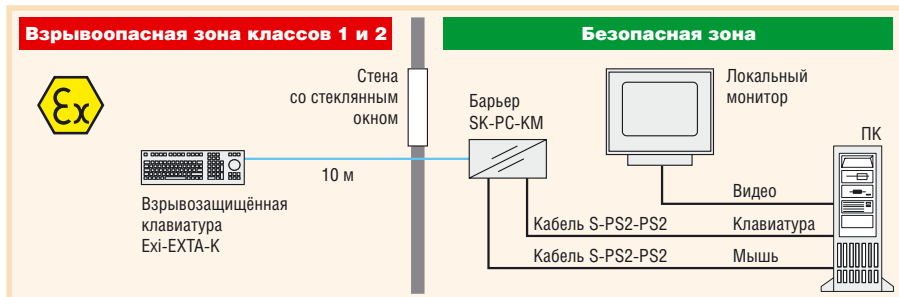 Взрывоопасная зона классов 1 и 2
Безопасная зона
Ex
Стена
со стеклянным
окном
Барьер
SK-PC-KM
Локальный
монитор
ПК
10 м
Взрывозащищённая
клавиатура
Exi-EXTA-K
Видео
Кабель S-PS2-PS2
Клавиатура
Кабель S-PS2-PS2
Мышь